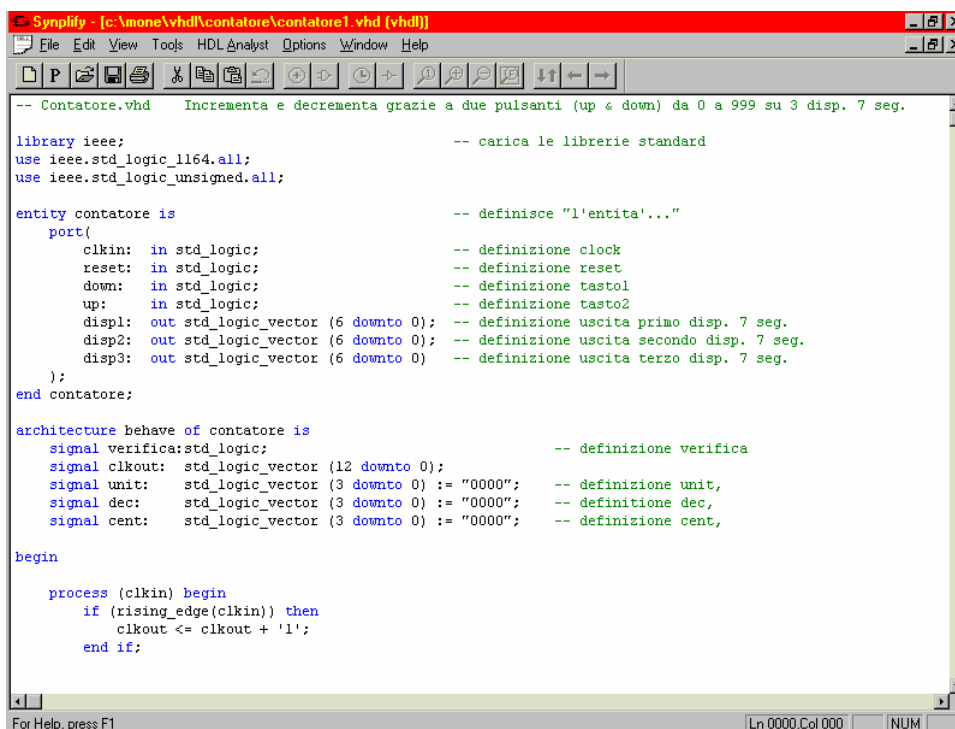 Synplify - [c:\mone\vhdl\contatore\contatore1.vhd (vhdl)]
File Edit View Tools HDL Analyst Options Window Help
P
-- Contatore.vhd Incrementa e decrementa grazie a due pulsanti (up & down) da 0 a 999 su 3 disp. 7 seg.
library ieee; -- carica le librerie standard
use ieee.std_logic_1164.all;
use ieee.std_logic_unsigned.all;
entity contatore is -- definisce "l'entita'..."
port(
clkin: in std_logic; -- definizione clock
reset: in std_logic; -- definizione reset
down: in std_logic; -- definizione tasto1
up: in std_logic; -- definizione tasto2
disp1: out std_logic_vector (6 downto 0); -- definizione uscita primo disp. 7 seg.
disp2: out std_logic_vector (6 downto 0); -- definizione uscita secondo disp. 7 seg.
disp3: out std_logic_vector (6 downto 0) -- definizione uscita terzo disp. 7 seg.
);
end contatore;
architecture behave of contatore is
signal verifica:std_logic; -- definizione verifica
signal clkout: std_logic_vector (12 downto 0);
signal unit: std_logic_vector (3 downto 0) := "0000"; -- definizione unit,
signal dec: std_logic_vector (3 downto 0) := "0000"; -- definitione dec,
signal cent: std_logic_vector (3 downto 0) := "0000"; -- definizione cent,
begin
process (clkin) begin
if (rising_edge(clkin)) then
clkout <= clkout + '1';
end if;
For Help, press F1 Ln 0000,Col 000 NUM